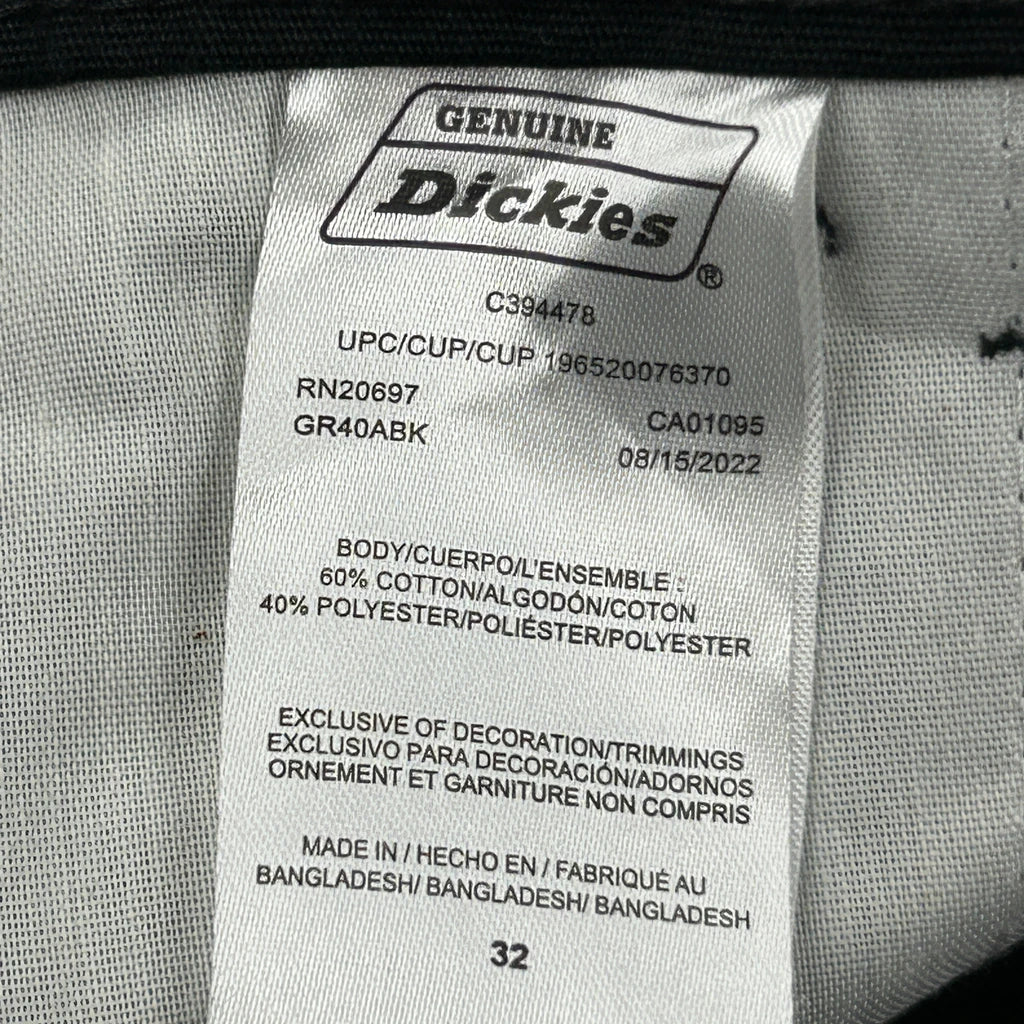 GENUINE
Dickies®
C394478
UPC/CUP/CUP 196520076370
RN20697 CA01095
GR40ABK 08/15/2022
BODY/CUERPO/L'ENSEMBLE :
60% COTTON/ALGODÓN/COTON
40% POLYESTER/POLIÉSTER/POLYESTER
EXCLUSIVE OF DECORATION/TRIMMINGS
EXCLUSIVO PARA DECORACIÓN/ADORNOS
ORNEMENT ET GARNITURE NON COMPRIS
MADE IN / HECHO EN / FABRIQUÉ AU
BANGLADESH/ BANGLADESH/ BANGLADESH
32